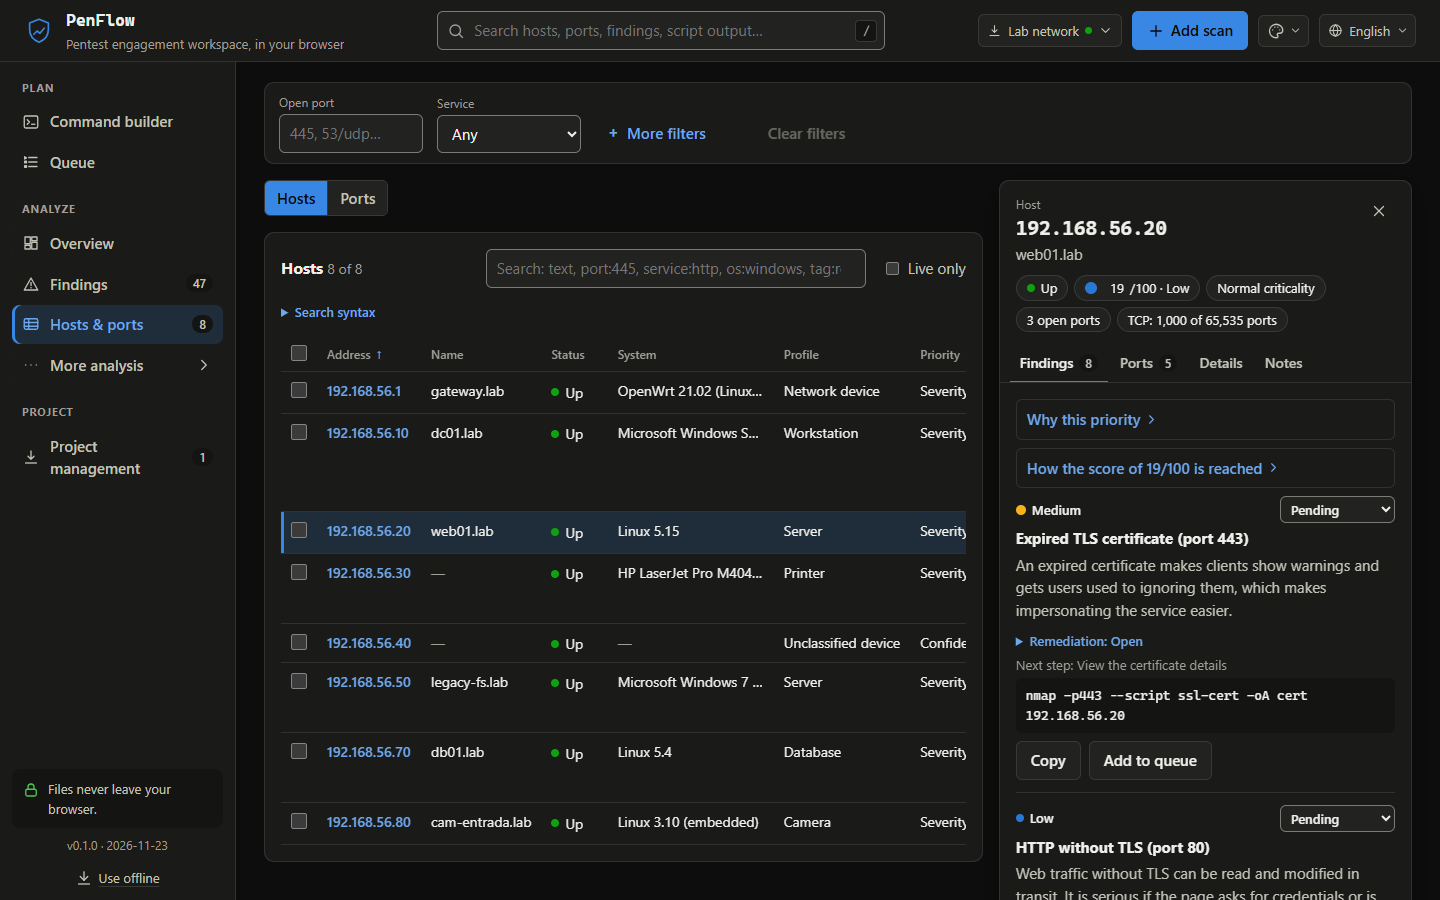 PenFlow
Pentest engagement workspace, in your browser
Search hosts, ports, findings, script output...
/
Lab network
Add scan
English
PLAN
Command builder
Queue
ANALYZE
Overview
Findings 47
Hosts & ports 8
More analysis
PROJECT
Project management 1
Files never leave your browser.
v0.1.0 · 2026-11-23
Use offline
Open port
445, 53/udp...
Service
Any
+ More filters
Clear filters
Hosts
Ports
Hosts 8 of 8
Search: text, port:445, service:http, os:windows, tag:r
Live only
Search syntax
Address ↑ Name Status System Profile Priority
192.168.56.1 gateway.lab Up OpenWrt 21.02 (Linux... Network device Severity
192.168.56.10 dc01.lab Up Microsoft Windows S... Workstation Severity
192.168.56.20 web01.lab Up Linux 5.15 Server Severity
192.168.56.30 — Up HP LaserJet Pro M404... Printer Severity
192.168.56.40 — Up — Unclassified device Confide
192.168.56.50 legacy-fs.lab Up Microsoft Windows 7 ... Server Severity
192.168.56.70 db01.lab Up Linux 5.4 Database Severity
192.168.56.80 cam-entrada.lab Up Linux 3.10 (embedded) Camera Severity
Host
192.168.56.20
web01.lab
Up
19 /100 · Low
Normal criticality
3 open ports
TCP: 1,000 of 65,535 ports
Findings 8
Ports 5
Details
Notes
Why this priority
How the score of 19/100 is reached
Medium
Pending
Expired TLS certificate (port 443)
An expired certificate makes clients show warnings and
gets users used to ignoring them, which makes
impersonating the service easier.
Remediation: Open
Next step: View the certificate details
nmap -p443 --script ssl-cert -oA cert
192.168.56.20
Copy
Add to queue
Low
Pending
HTTP without TLS (port 80)
Web traffic without TLS can be read and modified in
transit. It is serious if the page asks for credentials or is